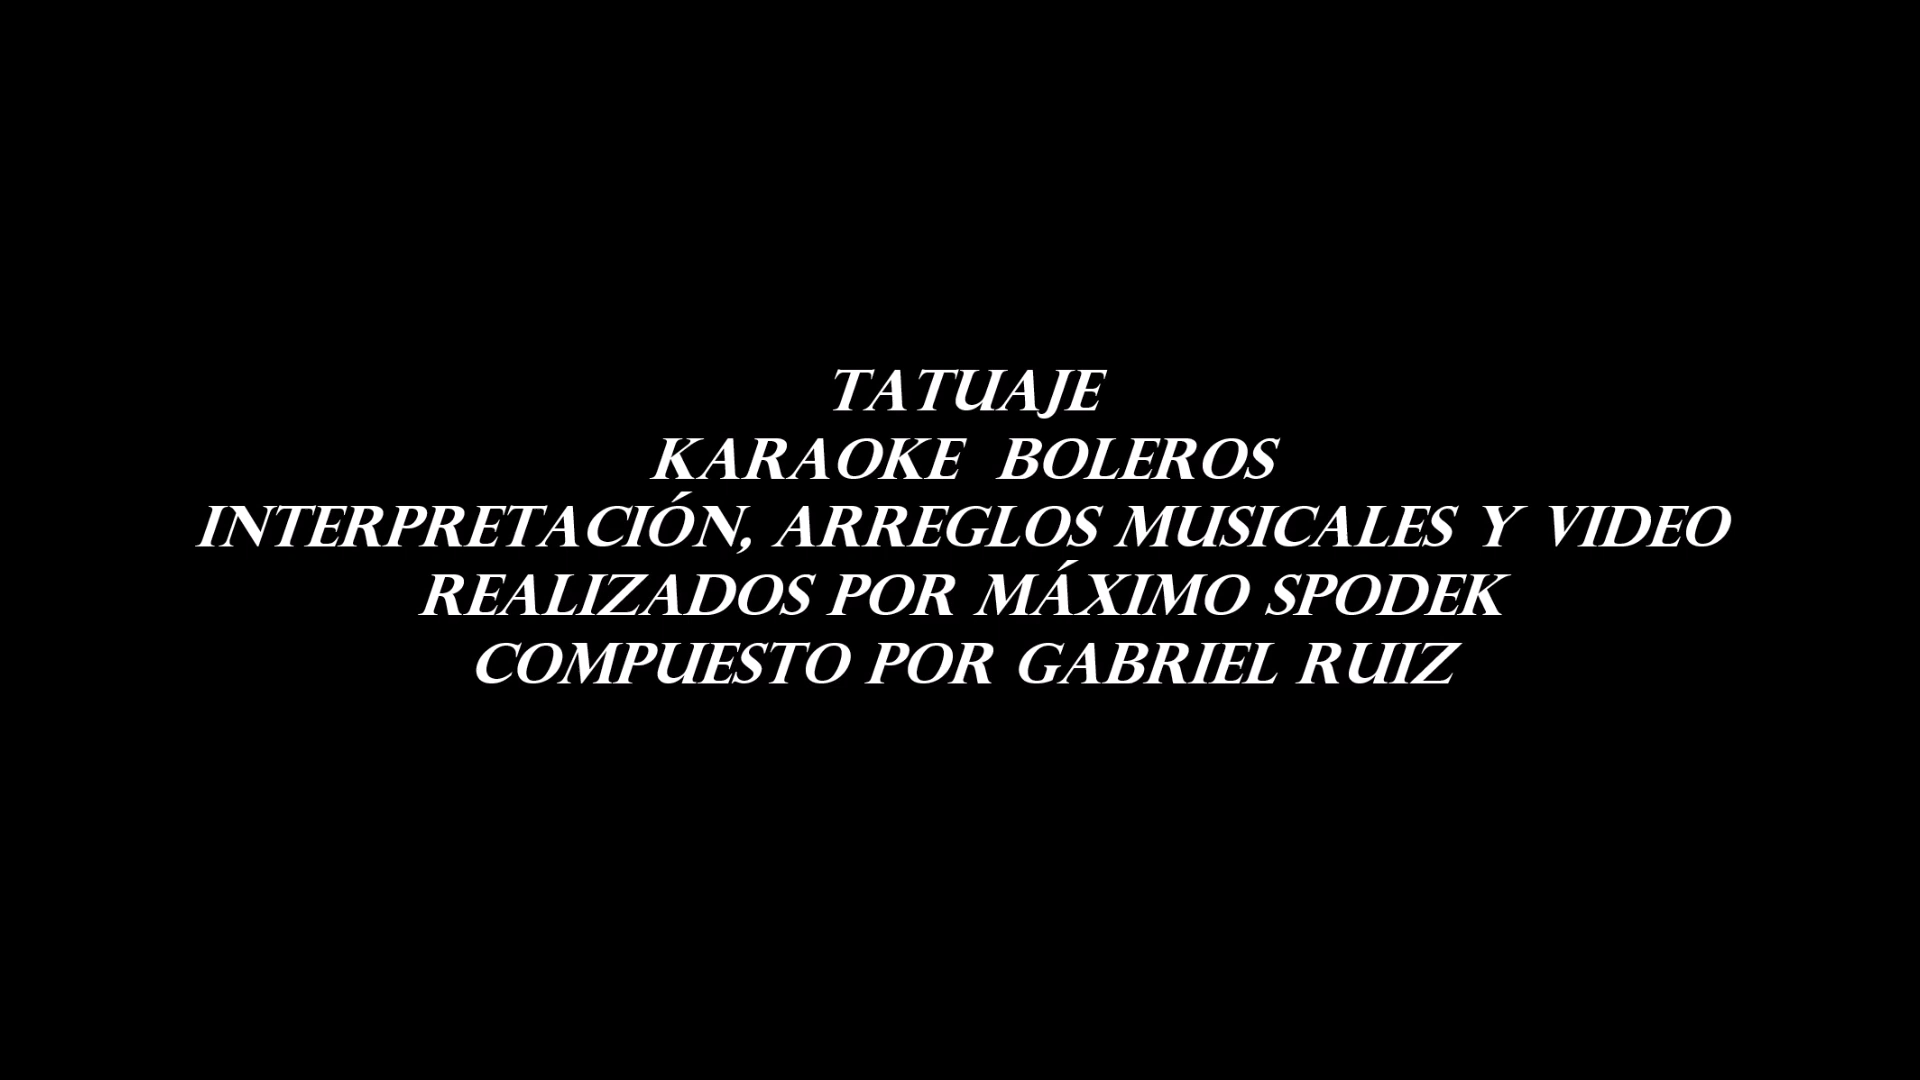 TATUAJE
KARAOKE BOLEROS
INTERPRETACIÓN, ARREGLOS MUSICALES Y VIDEO
REALIZADOS POR MÁXIMO SPODEK
COMPUESTO POR GABRIEL RUIZ